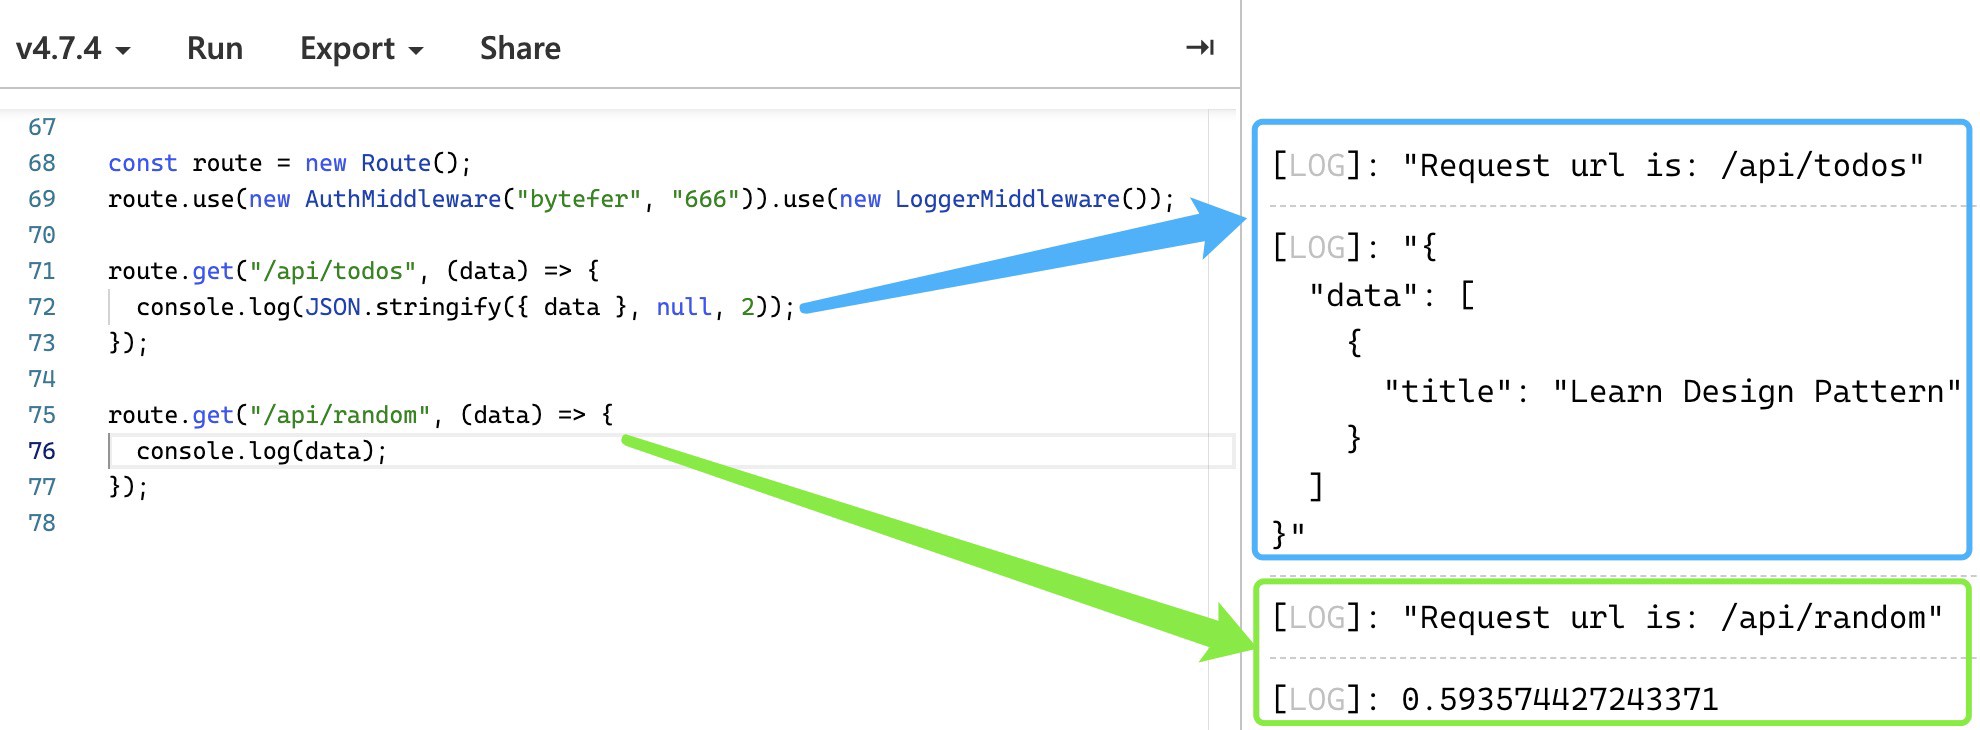 v4.7.4 Run Export Share
67
68 const route = new Route();
69 route.use(new AuthMiddleware("bytefer", "666")).use(new LoggerMiddleware());
70
71 route.get("/api/todos", (data) => {
72   console.log(JSON.stringify({ data }, null, 2));
73 });
74
75 route.get("/api/random", (data) => {
76   console.log(data);
77 });
78
[LOG]: "Request url is: /api/todos"
[LOG]: "{
  "data": [
    {
      "title": "Learn Design Pattern"
    }
  ]
}"
[LOG]: "Request url is: /api/random"
[LOG]: 0.593574427243371